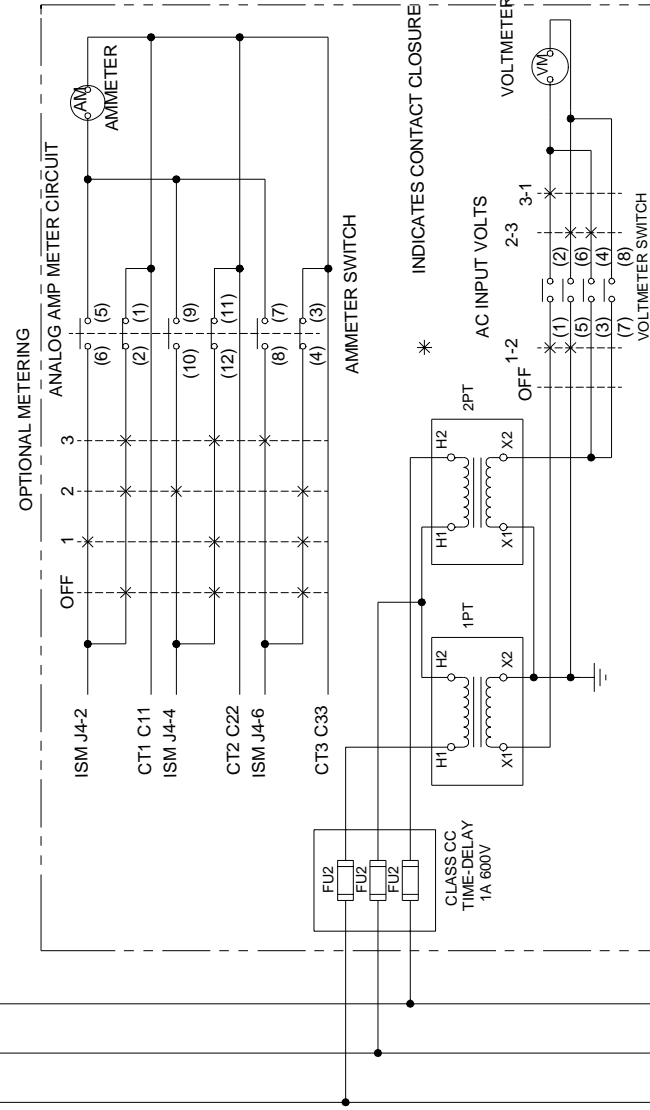 OPTIONAL METERING
ANALOG AMP METER CIRCUIT
AM
AMMETER
OFF
1
2
3
(6) (5)
(2) (1)
(10) (9)
(12) (11)
(8) (7)
(4) (3)
AMMETER SWITCH
ISM J4-2
CT1 C11
ISM J4-4
CT2 C22
ISM J4-6
CT3 C33
* INDICATES CONTACT CLOSURE
AC INPUT VOLTS
VOLTMETER
VM
OFF
1-2
2-3
3-1
(1) (2)
(5) (6)
(3) (4)
(7) (8)
VOLTMETER SWITCH
2PT
H1 H2
X1 X2
1PT
H1 H2
X1 X2
FU2
FU2
FU2
CLASS CC
TIME-DELAY
1A 600V